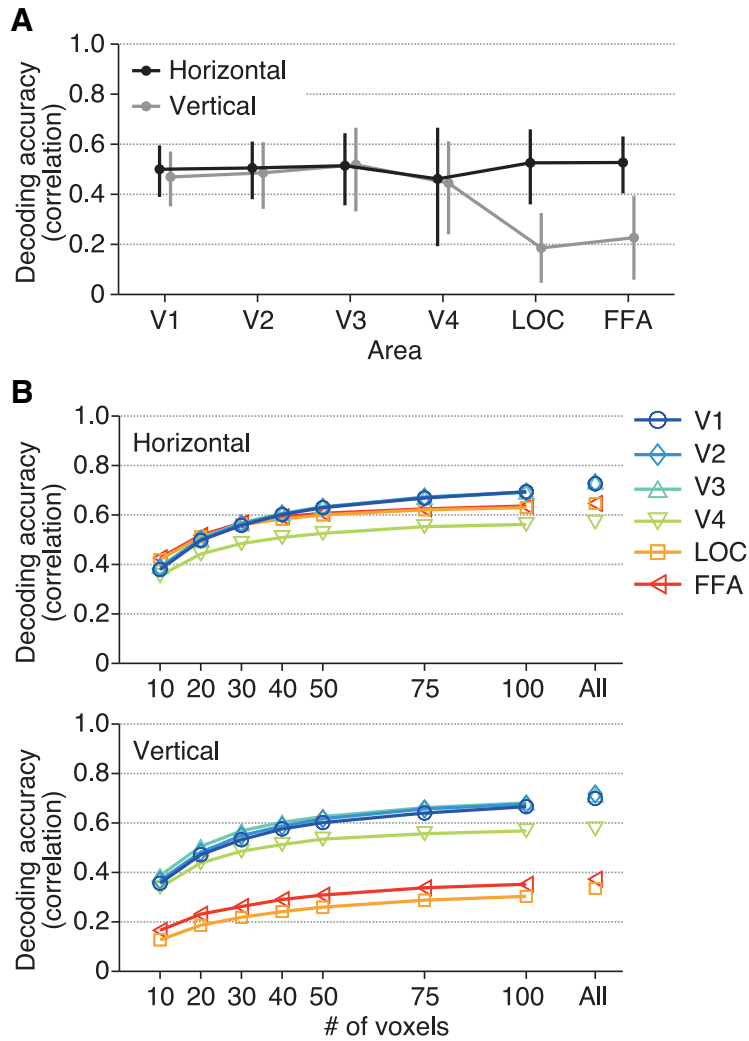 A
Decoding accuracy
(correlation)
1.0
0.8
0.6
0.4
0.2
0
Horizontal
Vertical
V1 V2 V3 V4 LOC FFA
Area
B
Decoding accuracy
(correlation)
1.0
0.8
0.6
0.4
0.2
0
Horizontal
10 20 30 40 50 75 100 All
V1
V2
V3
V4
LOC
FFA
Decoding accuracy
(correlation)
1.0
0.8
0.6
0.4
0.2
0
Vertical
10 20 30 40 50 75 100 All
# of voxels